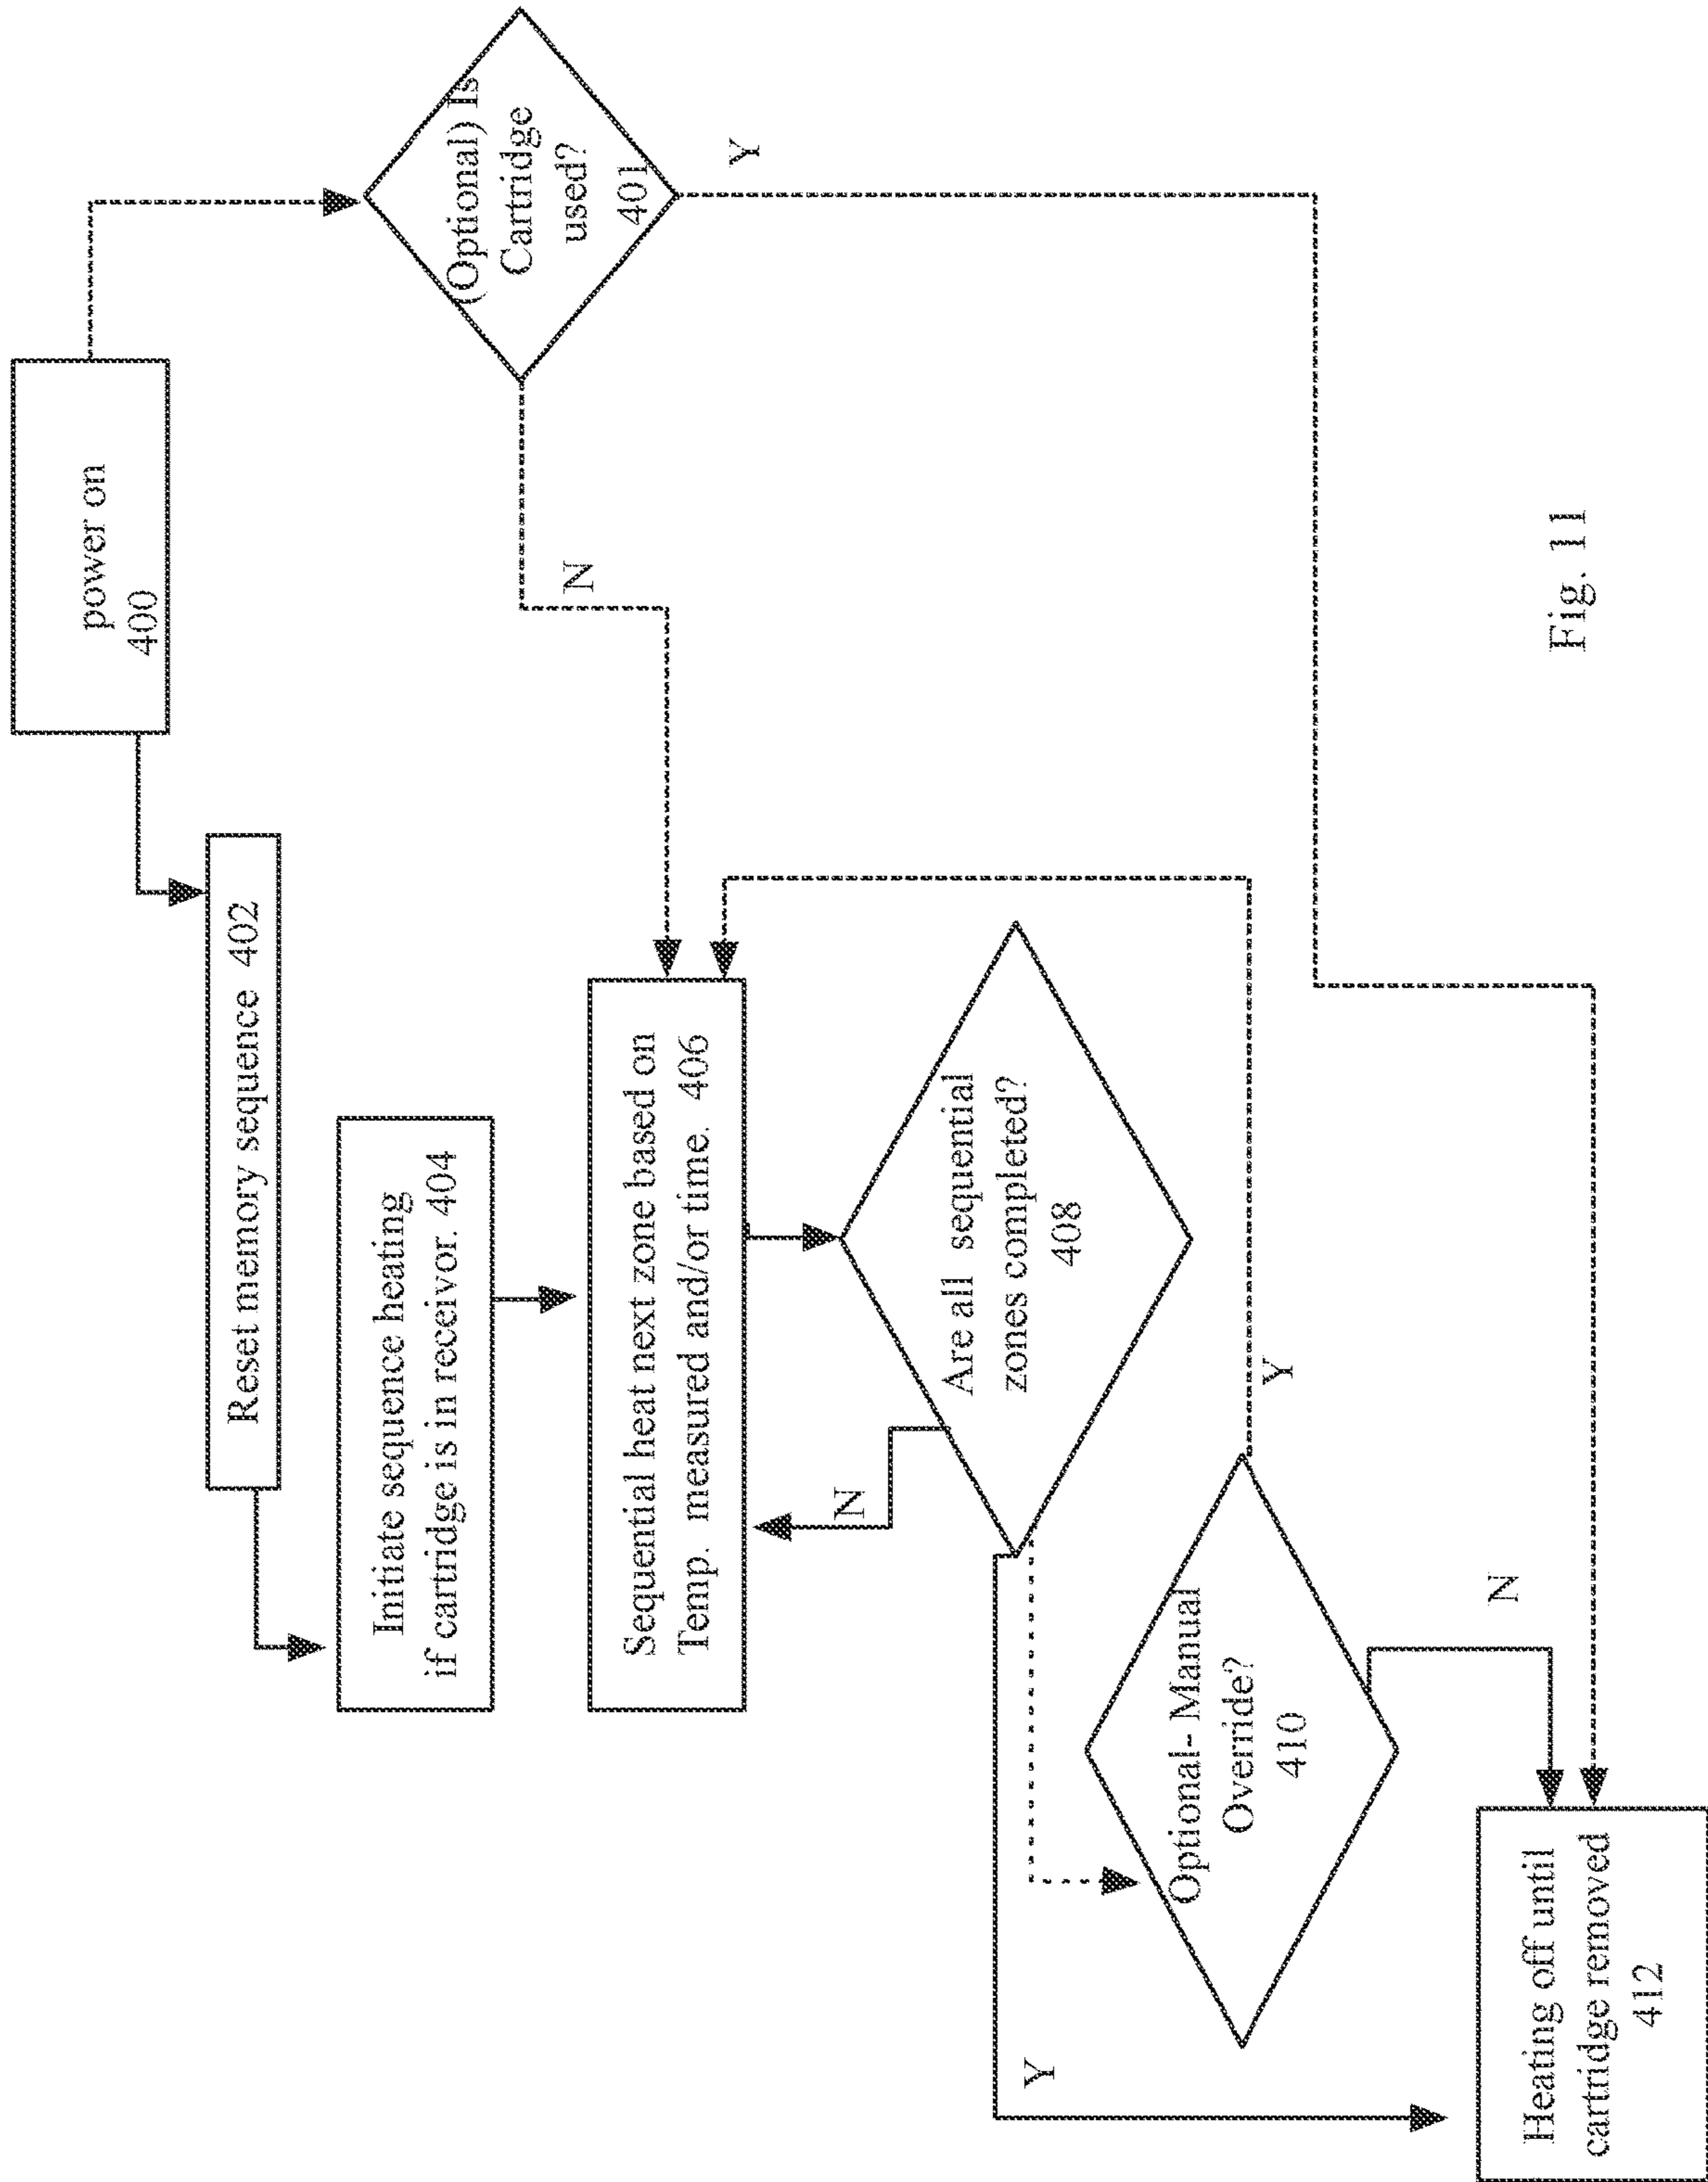 power on
400
Reset memory sequence 402
(Optional) Is
Cartridge
used?
401
Initiate sequence heating
if cartridge is in receivor. 404
N
Y
Sequential heat next zone based on
Temp. measured and/or time. 406
N
Are all sequential
zones completed?
408
Y
Optional- Manual
Override?
410
Y
N
Heating off until
cartridge removed
412
Fig. 11